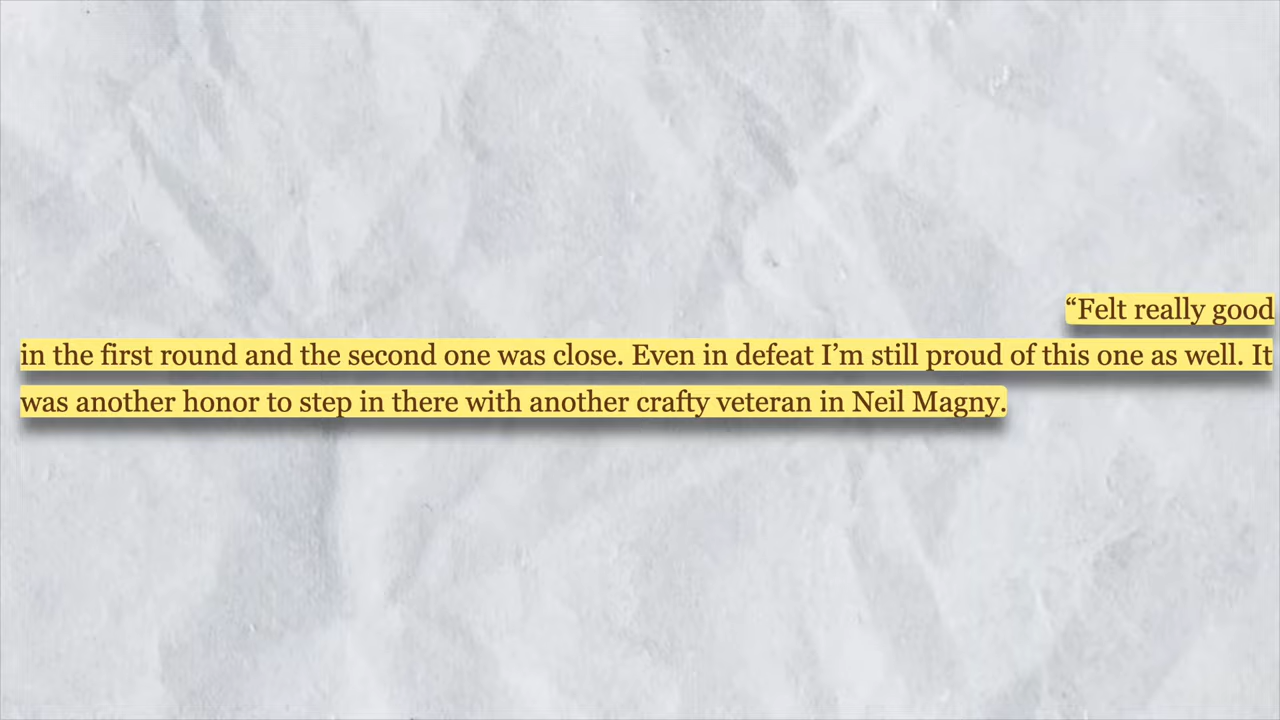 “Felt really good
in the first round and the second one was close. Even in defeat I’m still proud of this one as well. It
was another honor to step in there with another crafty veteran in Neil Magny.